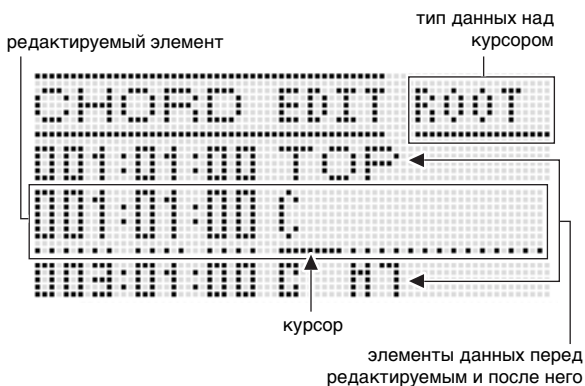 тип данных над
курсором
редактируемый элемент
CHORD EDIT ROOT
001:01:00 TOP
001:01:00 C
003:01:00 C M7
курсор
элементы данных перед
редактируемым и после него